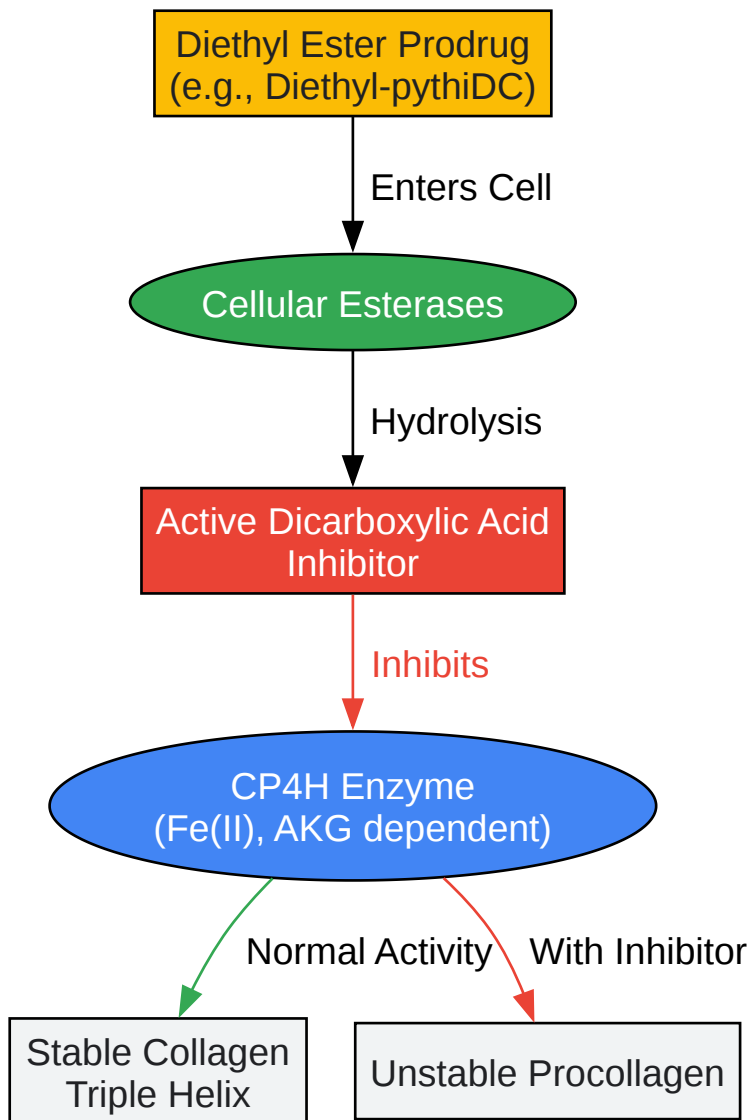 Diethyl Ester Prodrug
(e.g., Diethyl-pythiDC)
Enters Cell
Cellular Esterases
Hydrolysis
Active Dicarboxylic Acid
Inhibitor
Inhibits
CP4H Enzyme
(Fe(II), AKG dependent)
Normal Activity
With Inhibitor
Stable Collagen
Triple Helix
Unstable Procollagen